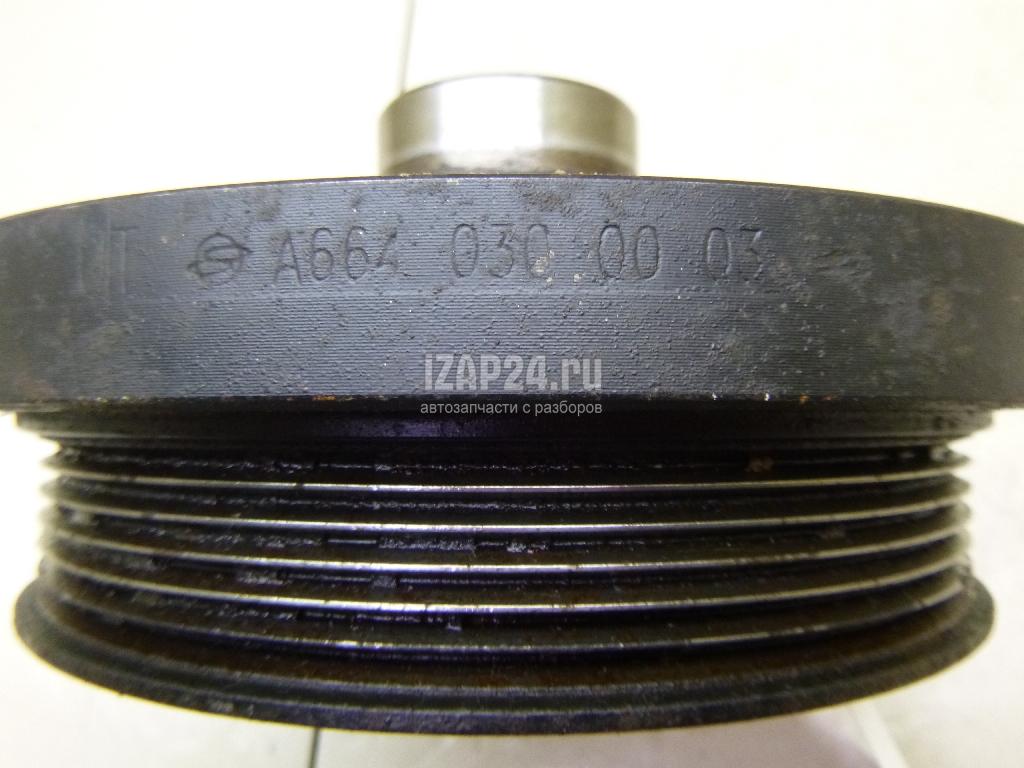 A664 030 00 03
iZAP24.ru
автозапчасти с разборов